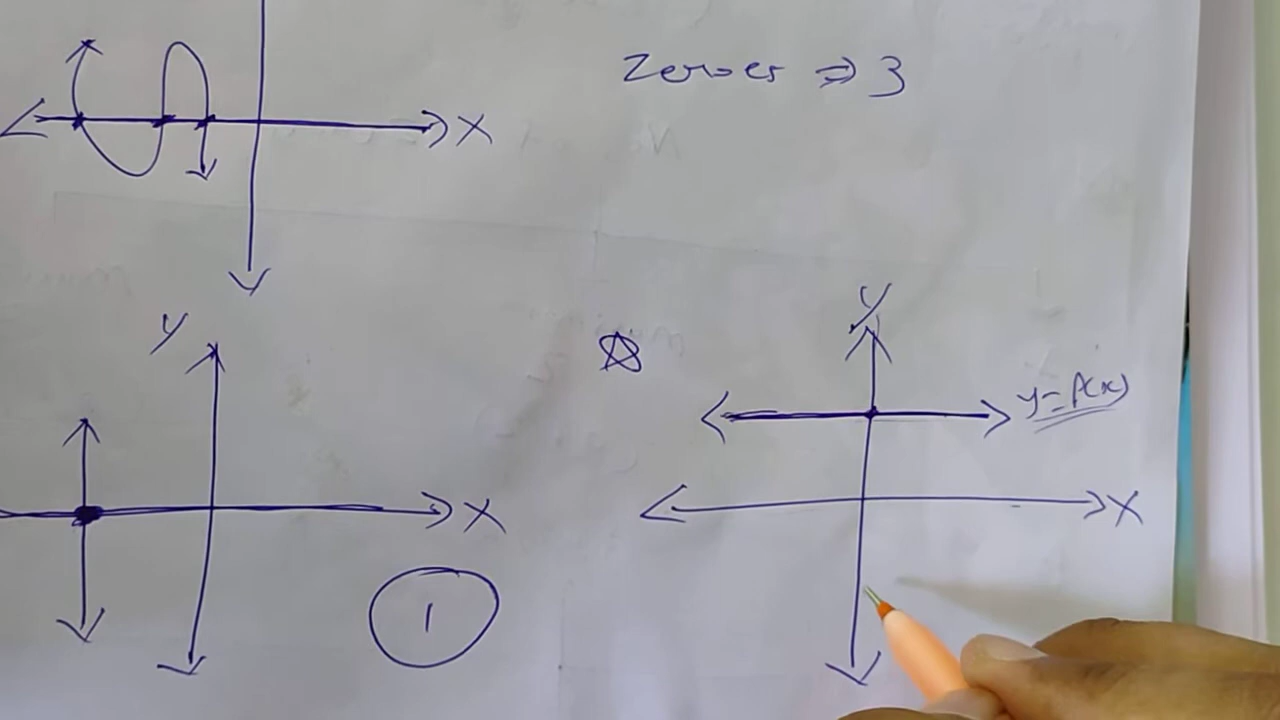 Zeroes ⇒ 3
X
y
y
y=P(x)
X
X
1